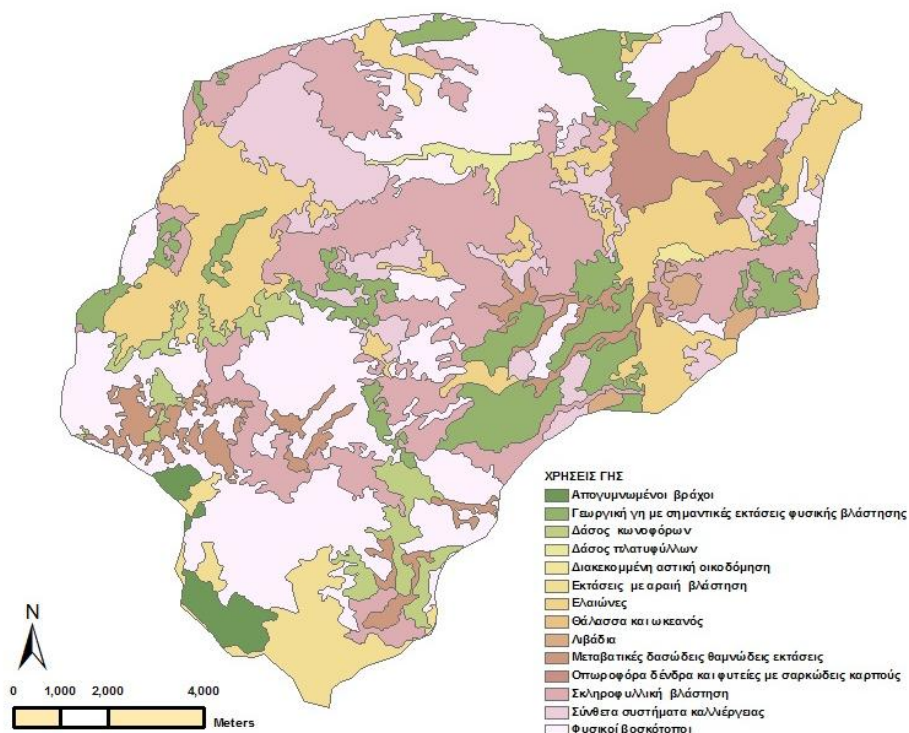 ΧΡΗΣΕΙΣ ΓΗΣ
Απογυμνωμένοι βράχοι
Γεωργική γη με σημαντικές εκτάσεις φυσικής βλάστησης
Δάσος κωνοφόρων
Δάσος πλατυφύλλων
Διακεκομμένη αστική οικοδόμηση
Εκτάσεις με αραιή βλάστηση
Ελαιώνες
Θάλασσα και ωκεανός
Λιβάδια
Μεταβατικές δασώδεις θαμνώδεις εκτάσεις
Οπωροφόρα δένδρα και φυτείες με σαρκώδεις καρπούς
Σκληροφυλλική βλάστηση
Σύνθετα συστήματα καλλιέργειας
Φυσικοί βοσκότοποι
N
0 1,000 2,000 4,000
Meters